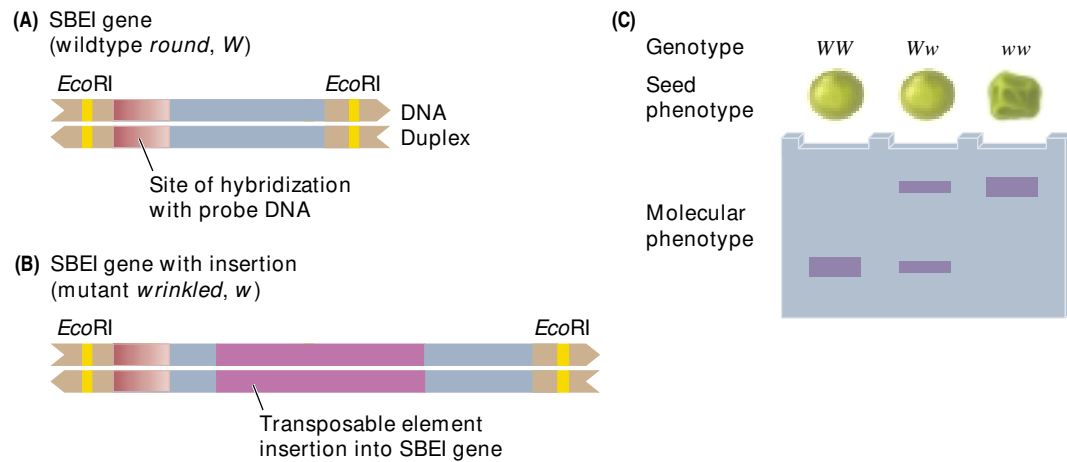 (A) SBEI gene
(wildtype round, W)
EcoRI
EcoRI
DNA
Duplex
Site of hybridization
with probe DNA
(B) SBEI gene with insertion
(mutant wrinkled, w)
EcoRI
EcoRI
Transposable element
insertion into SBEI gene
(C)
Genotype WW Ww ww
Seed
phenotype
Molecular
phenotype